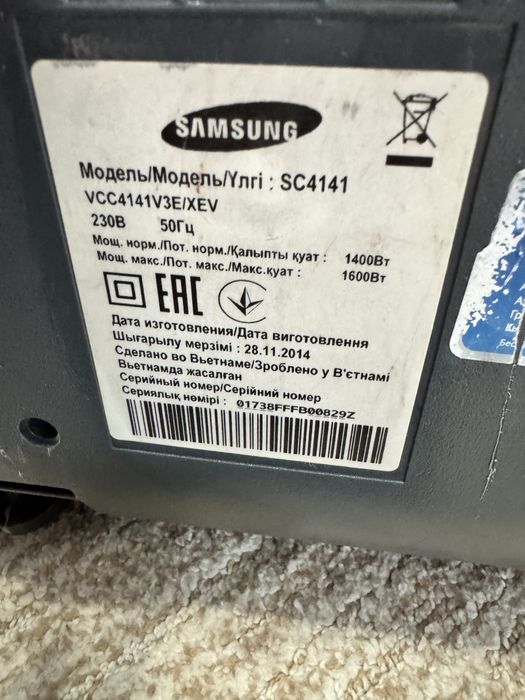 SAMSUNG
Модель/Модель/Үлгі : SC4141
VCC4141V3E/XEV
230В 50Гц
Мощ. норм./Пот. норм./Қалыпты қуат : 1400Вт
Мощ. макс./Пот. макс./Макс.қуат : 1600Вт
EAC
Дата изготовления/Дата виготовлення
Шығарылу мерзімі : 28.11.2014
Сделано во Вьетнаме/Зроблено у В'єтнамі
Вьетнамда жасалған
Серийный номер/Серійний номер
Сериялық нөмірі : 01738FFFB00829Z